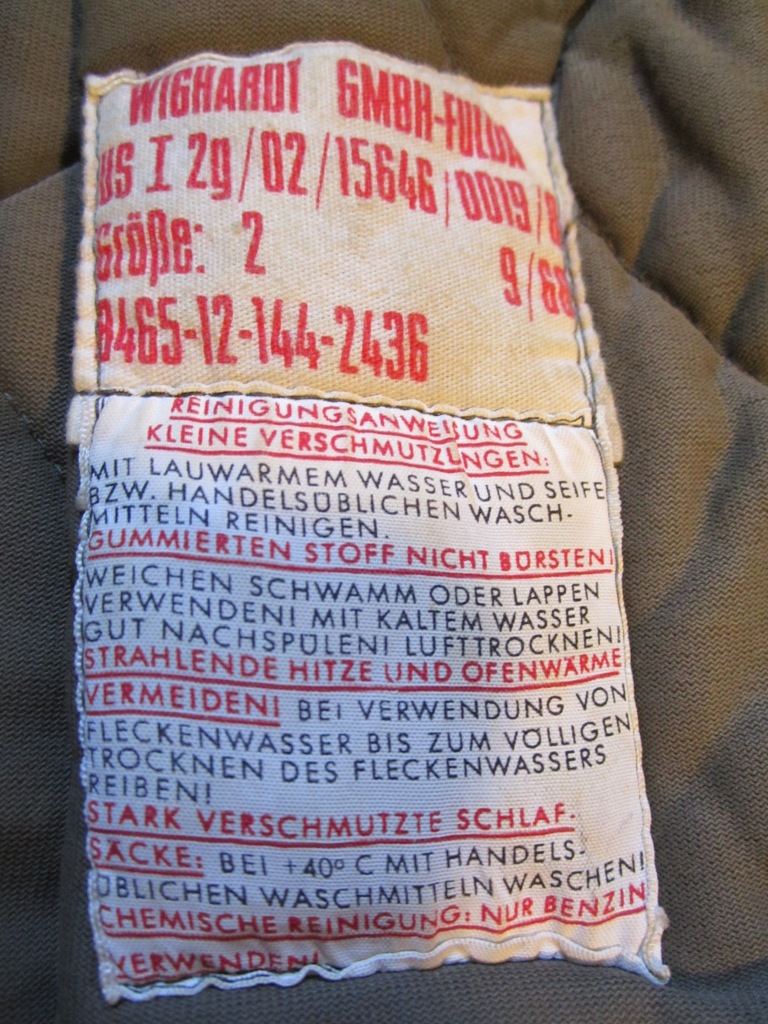 WIGHARDT GMBH-FULDA
US I 2g/02/15646/0019/
Größe: 2 9/68
8465-12-144-2436
REINIGUNGSANWEISUNG
KLEINE VERSCHMUTZUNGEN:
MIT LAUWARMEM WASSER UND SEIFE
BZW. HANDELSÜBLICHEN WASCH-
MITTELN REINIGEN.
GUMMIERTEN STOFF NICHT BÜRSTEN!
WEICHEN SCHWAMM ODER LAPPEN
VERWENDEN! MIT KALTEM WASSER
GUT NACHSPÜLEN! LUFTTROCKNEN!
STRAHLENDE HITZE UND OFENWÄRME
VERMEIDEN! BEI VERWENDUNG VON
FLECKENWASSER BIS ZUM VÖLLIGEN
TROCKNEN DES FLECKENWASSERS
REIBEN!
STARK VERSCHMUTZTE SCHLAF-
SÄCKE: BEI +40° C MIT HANDELS-
ÜBLICHEN WASCHMITTELN WASCHEN!
CHEMISCHE REINIGUNG: NUR BENZIN
VERWENDEN!